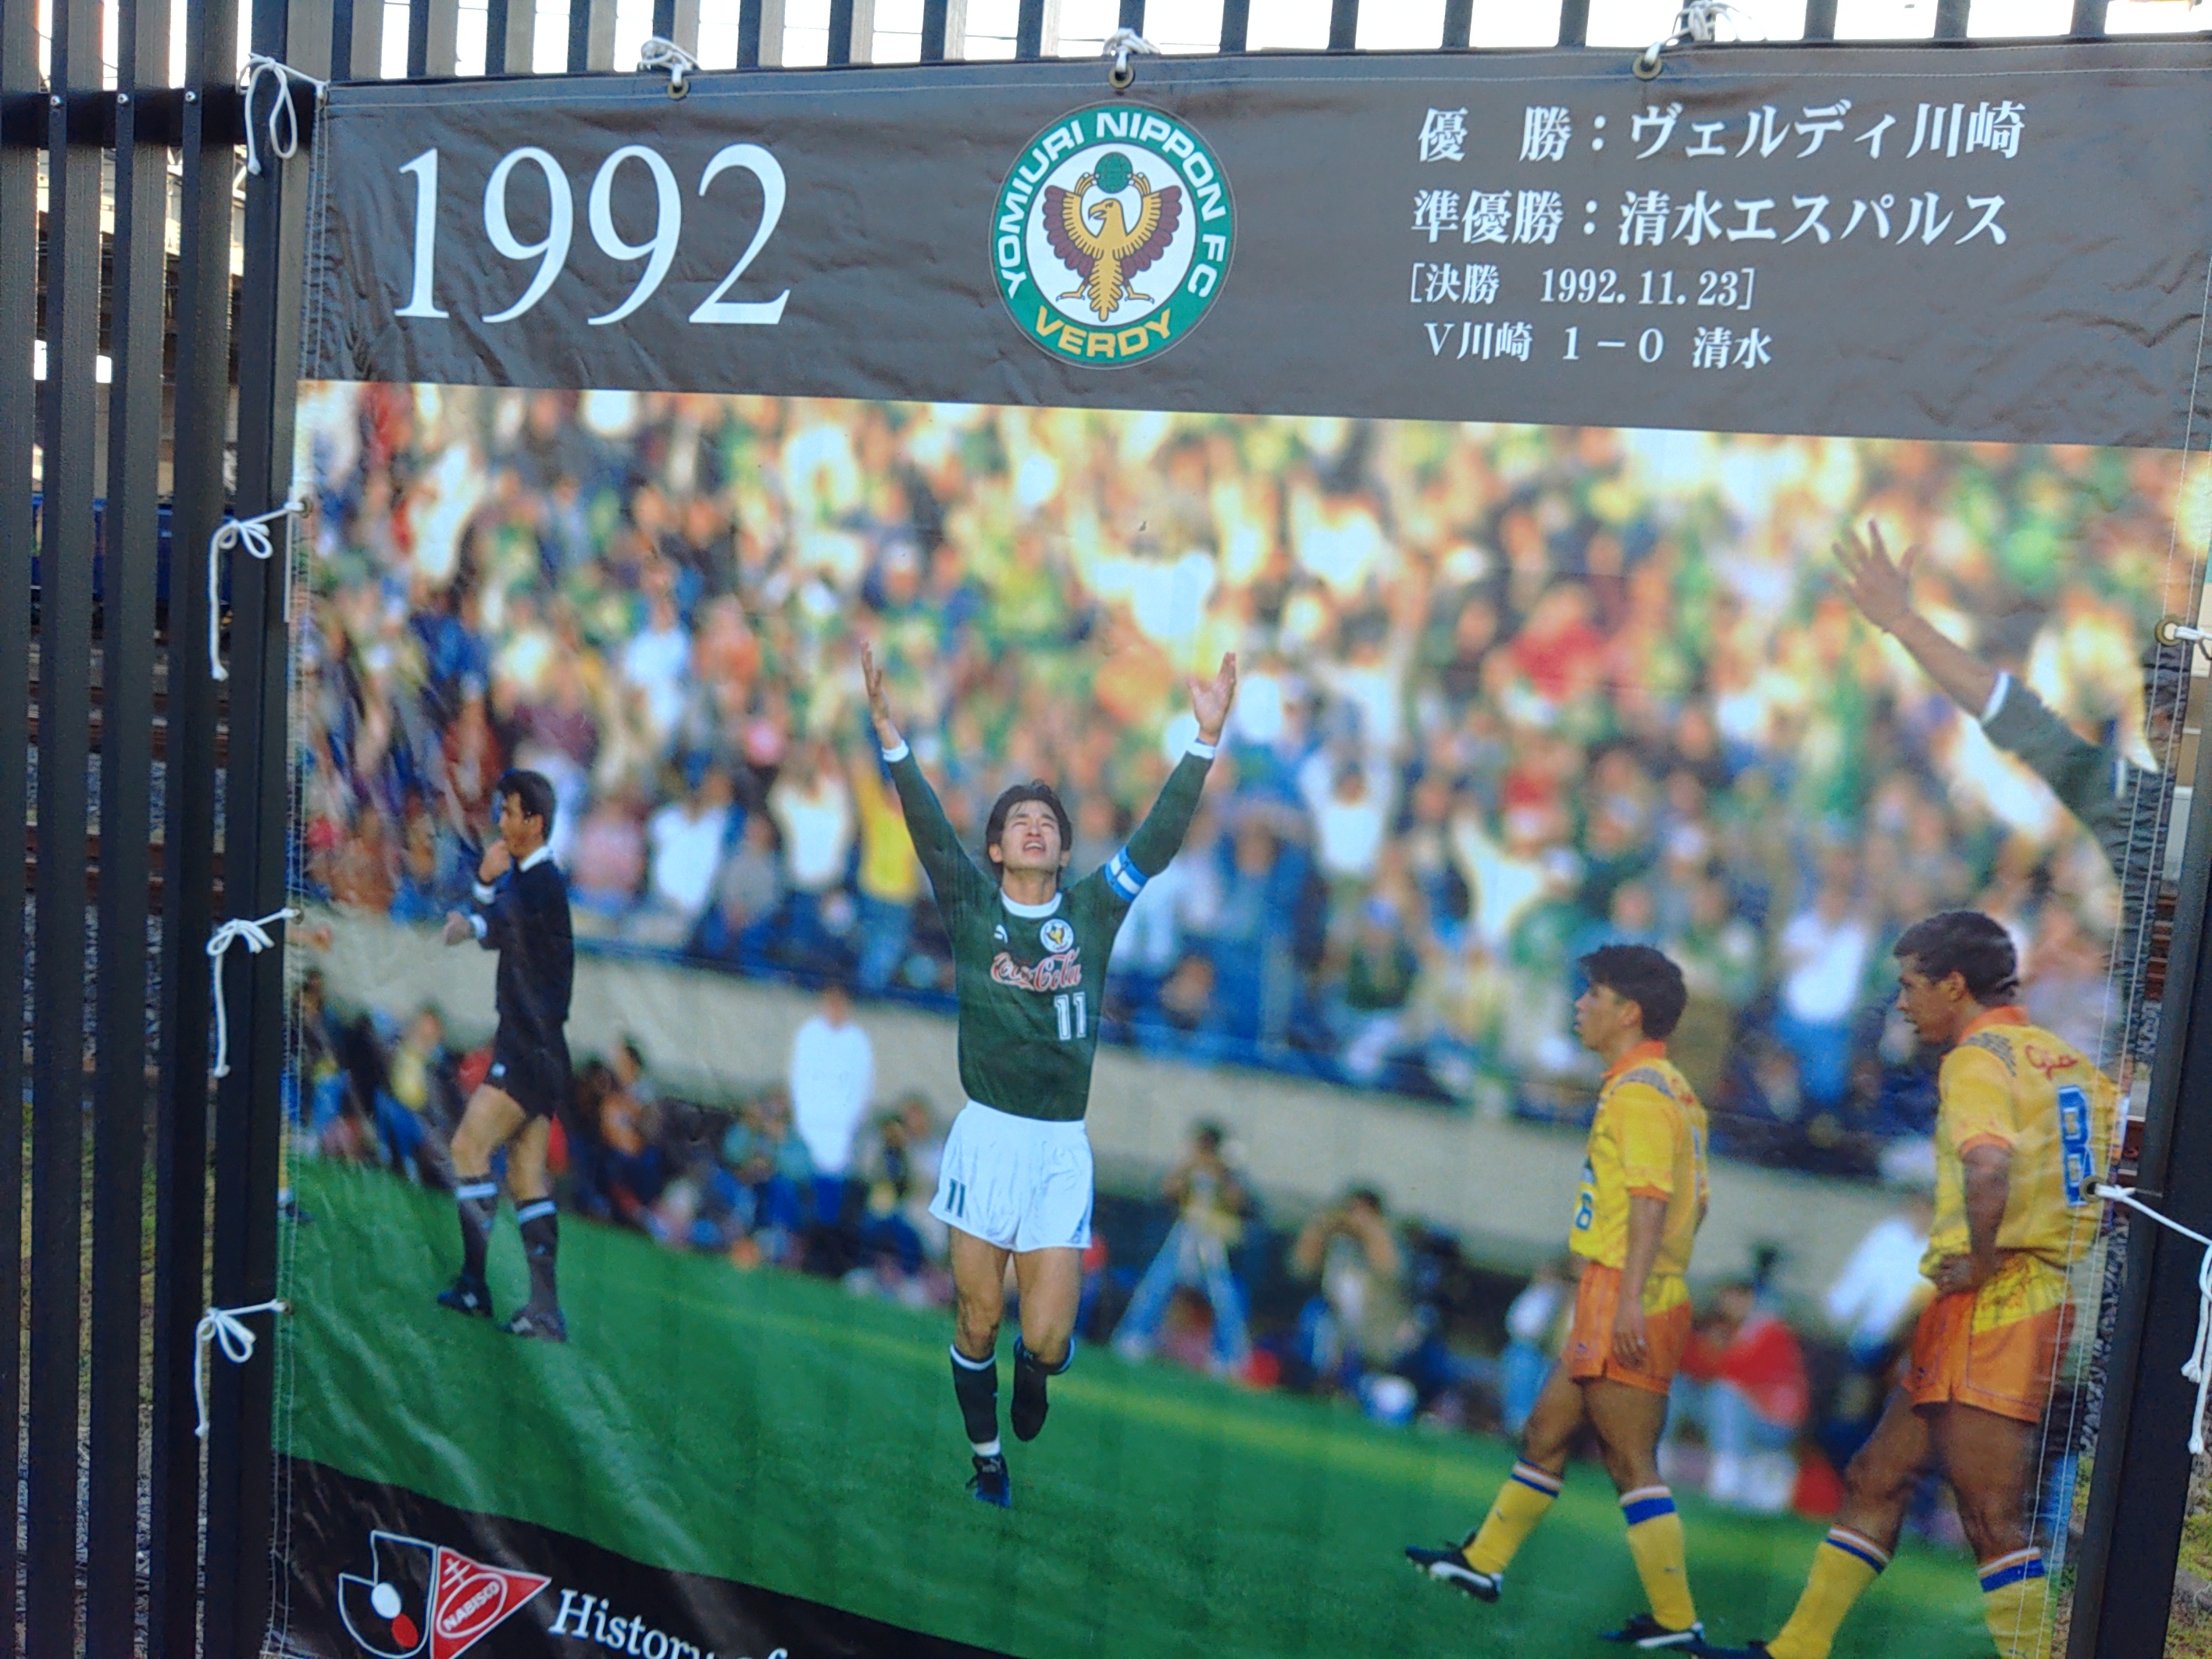 1992
YOMIURI NIPPON FC
VERDY
優　勝：ヴェルディ川崎
準優勝：清水エスパルス
[決勝　1992.11.23]
V川崎 1－0 清水
Coca-Cola
11
11
8
6
NABISCO
History of